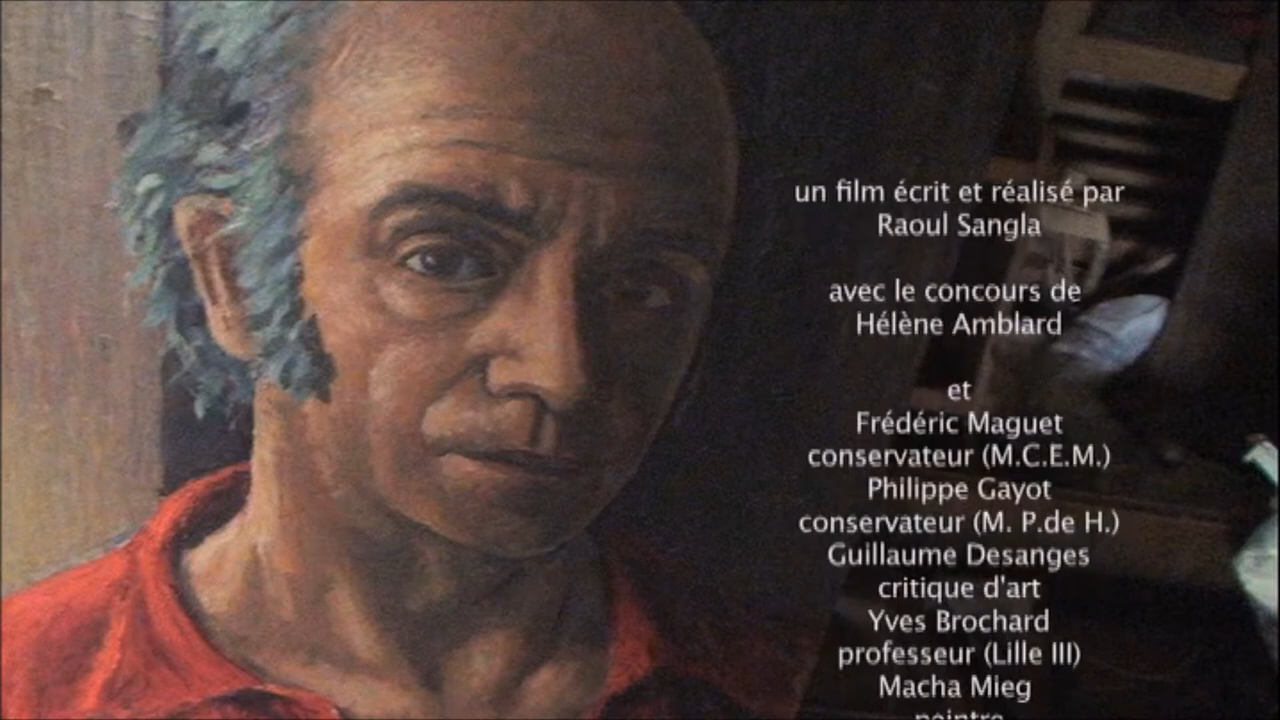 un film écrit et réalisé par
Raoul Sangla
avec le concours de
Hélène Amblard
et
Frédéric Maguet
conservateur (M.C.E.M.)
Philippe Gayot
conservateur (M. P.de H.)
Guillaume Desanges
critique d'art
Yves Brochard
professeur (Lille III)
Macha Mieg
peintre